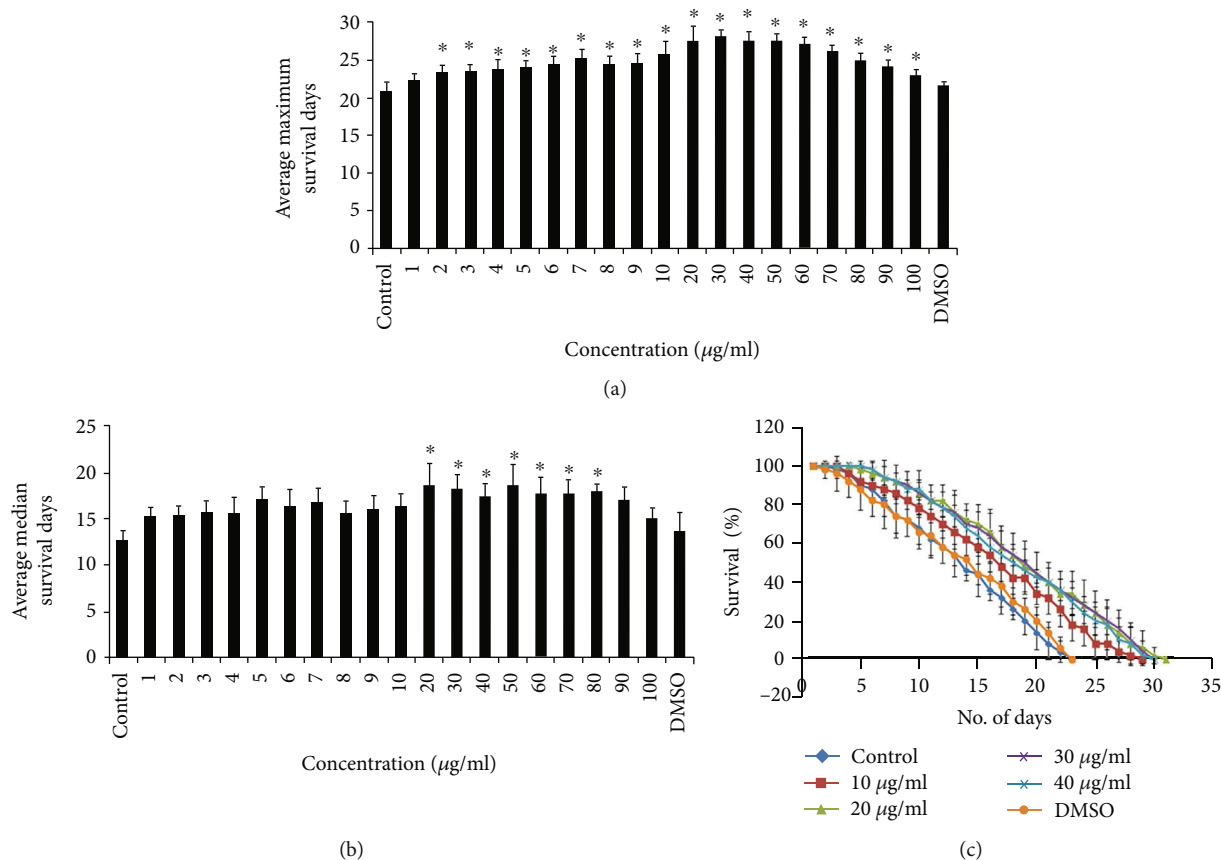 Average maximum
survival days
30
25
20
15
10
5
0
* * * * * * * * * * * * * * * * * *
Control 1 2 3 4 5 6 7 8 9 10 20 30 40 50 60 70 80 90 100 DMSO
Concentration (μg/ml)
(a)
Average median
survival days
25
20
15
10
5
0
* * * * * * *
Control 1 2 3 4 5 6 7 8 9 10 20 30 40 50 60 70 80 90 100 DMSO
Concentration (μg/ml)
(b)
Survival (%)
120
100
80
60
40
20
0
−20
0 5 10 15 20 25 30 35
No. of days
Control
10 μg/ml
20 μg/ml
30 μg/ml
40 μg/ml
DMSO
(c)